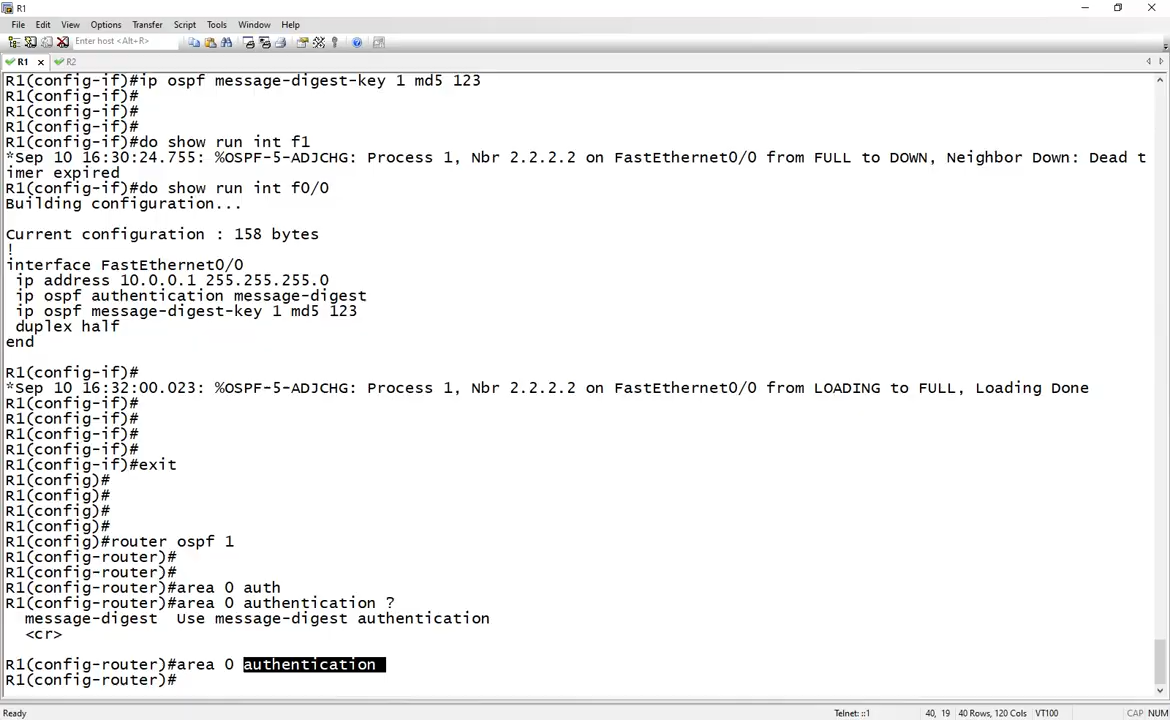 R1
File Edit View Options Transfer Script Tools Window Help
Enter host <Alt+R>
R1 R2
R1(config-if)#ip ospf message-digest-key 1 md5 123
R1(config-if)#
R1(config-if)#
R1(config-if)#
R1(config-if)#do show run int f1
*Sep 10 16:30:24.755: %OSPF-5-ADJCHG: Process 1, Nbr 2.2.2.2 on FastEthernet0/0 from FULL to DOWN, Neighbor Down: Dead t
imer expired
R1(config-if)#do show run int f0/0
Building configuration...
Current configuration : 158 bytes
!
interface FastEthernet0/0
ip address 10.0.0.1 255.255.255.0
ip ospf authentication message-digest
ip ospf message-digest-key 1 md5 123
duplex half
end
R1(config-if)#
*Sep 10 16:32:00.023: %OSPF-5-ADJCHG: Process 1, Nbr 2.2.2.2 on FastEthernet0/0 from LOADING to FULL, Loading Done
R1(config-if)#
R1(config-if)#
R1(config-if)#
R1(config-if)#
R1(config-if)#exit
R1(config)#
R1(config)#
R1(config)#
R1(config)#
R1(config)#router ospf 1
R1(config-router)#
R1(config-router)#
R1(config-router)#area 0 auth
R1(config-router)#area 0 authentication ?
message-digest Use message-digest authentication
<cr>
R1(config-router)#area 0 authentication
R1(config-router)#
Ready Telnet: ::1 40, 19 40 Rows, 120 Cols VT100 CAP NUM